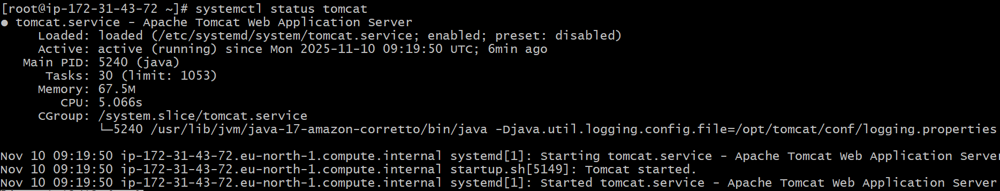 [root@ip-172-31-43-72 ~]# systemctl status tomcat
● tomcat.service - Apache Tomcat Web Application Server
     Loaded: loaded (/etc/systemd/system/tomcat.service; enabled; preset: disabled)
     Active: active (running) since Mon 2025-11-10 09:19:50 UTC; 6min ago
   Main PID: 5240 (java)
      Tasks: 30 (limit: 1053)
     Memory: 67.5M
        CPU: 5.066s
     CGroup: /system.slice/tomcat.service
             └─5240 /usr/lib/jvm/java-17-amazon-corretto/bin/java -Djava.util.logging.config.file=/opt/tomcat/conf/logging.properties
Nov 10 09:19:50 ip-172-31-43-72.eu-north-1.compute.internal systemd[1]: Starting tomcat.service - Apache Tomcat Web Application Server
Nov 10 09:19:50 ip-172-31-43-72.eu-north-1.compute.internal startup.sh[5149]: Tomcat started.
Nov 10 09:19:50 ip-172-31-43-72.eu-north-1.compute.internal systemd[1]: Started tomcat.service - Apache Tomcat Web Application Server